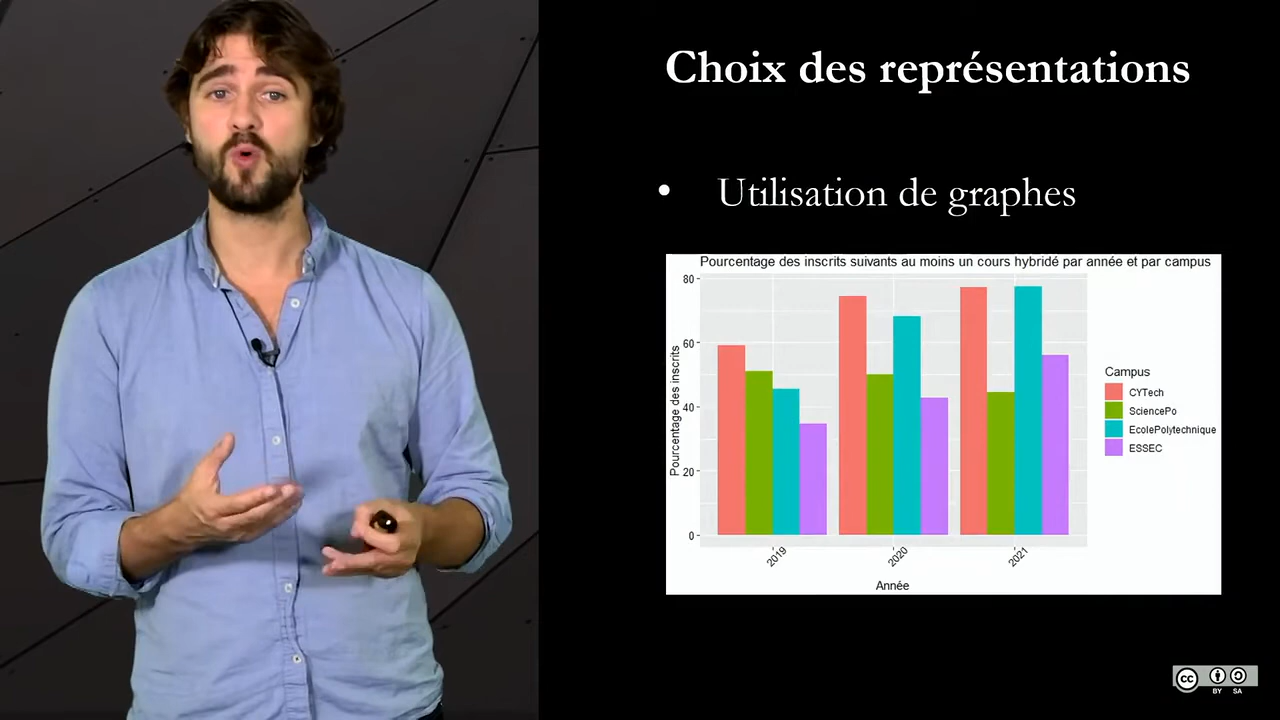 Choix des représentations
• Utilisation de graphes
Pourcentage des inscrits suivants au moins un cours hybridé par année et par campus
Pourcentage des inscrits
80
60
40
20
0
2019
2020
2021
Année
Campus
CYTech
SciencePo
EcolePolytechnique
ESSEC
cc
BY SA